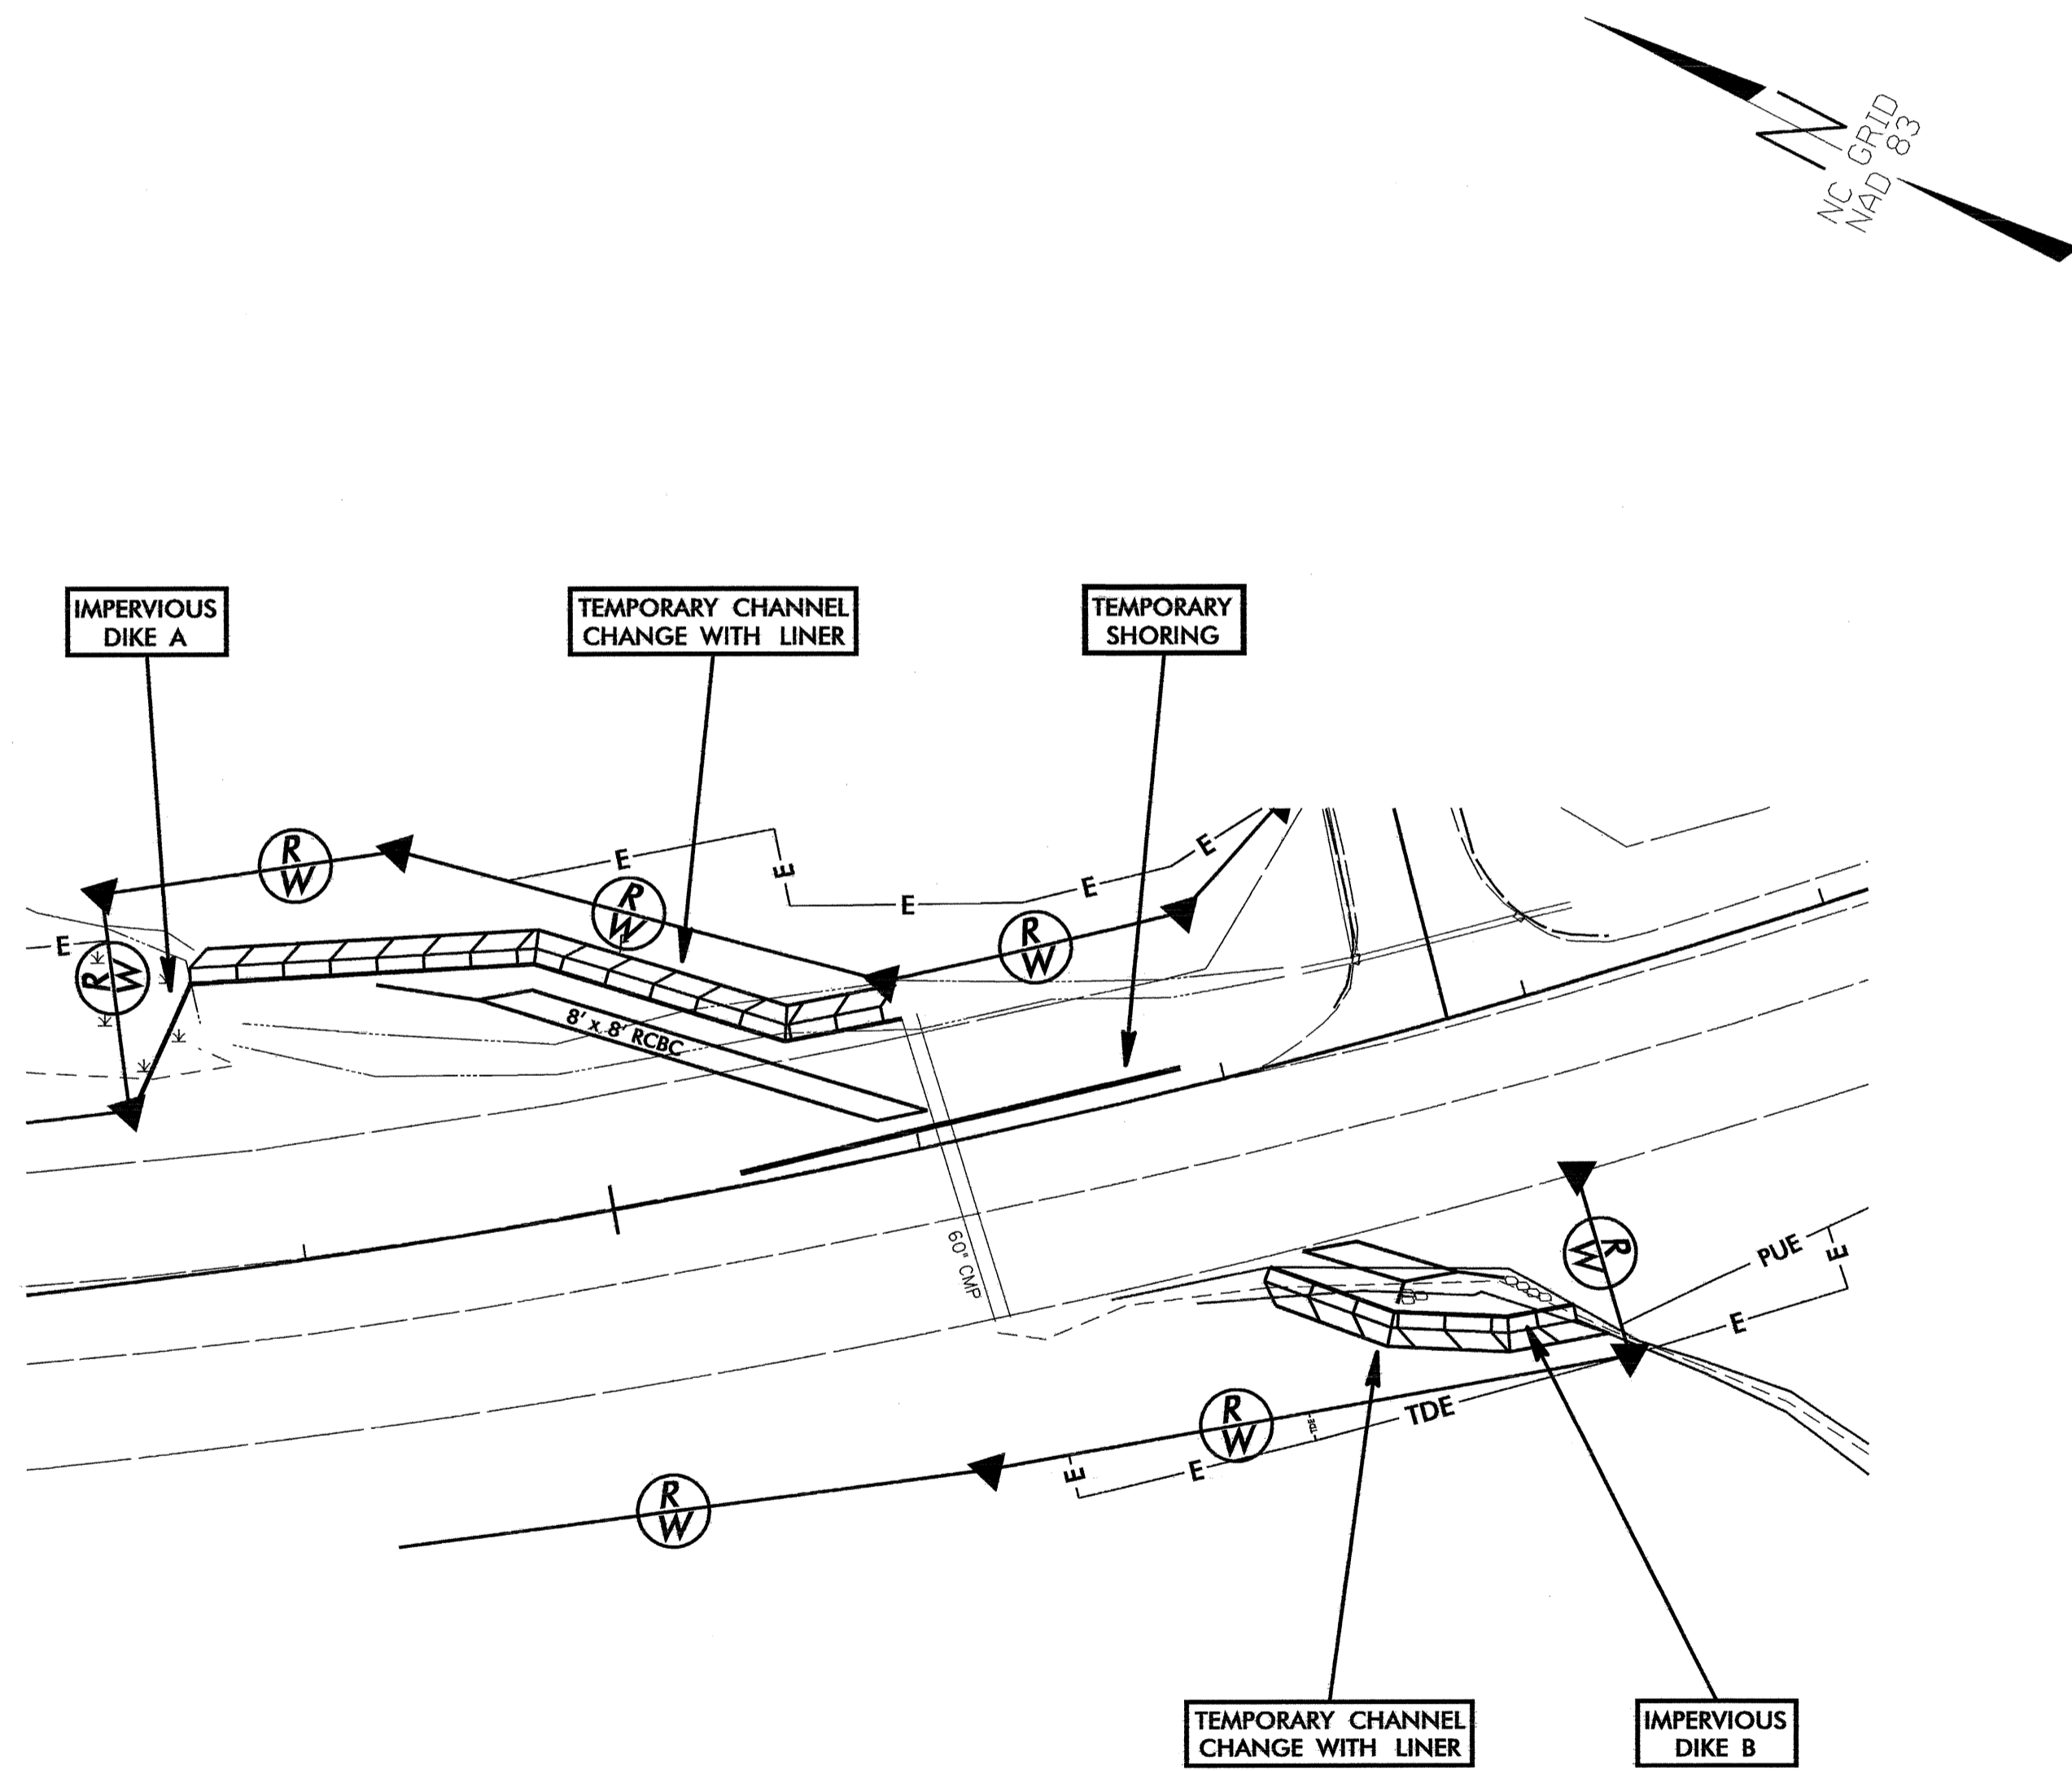 N
NC GRID
NAD 83
IMPERVIOUS
DIKE A
TEMPORARY CHANNEL
CHANGE WITH LINER
TEMPORARY
SHORING
R
W
E
E
E
E
E
R
W
R
W
E
R
W
8' x 8' RCBC
60" CMP
R
W
PUE
E
E
TDE
TDE
R
W
E
E
R
W
TEMPORARY CHANNEL
CHANGE WITH LINER
IMPERVIOUS
DIKE B